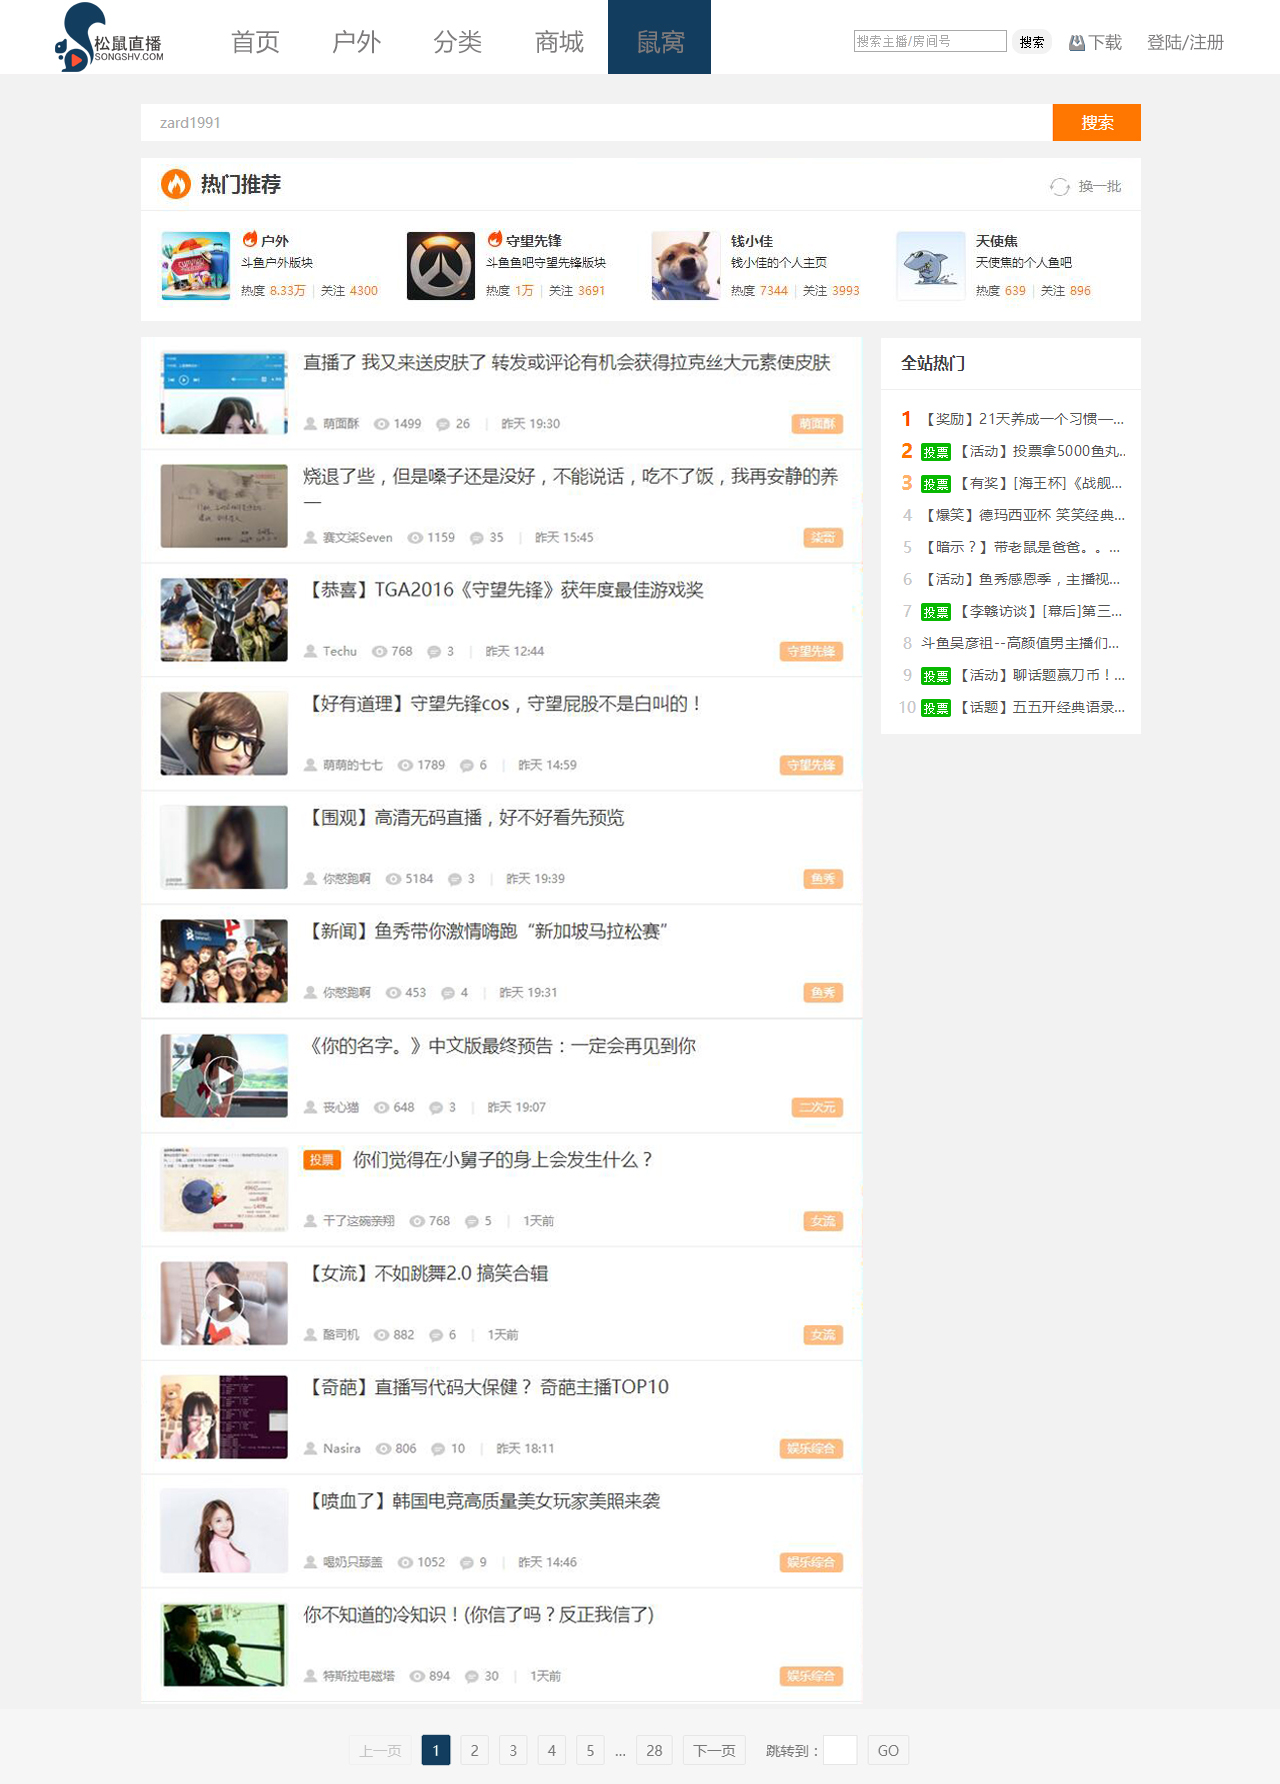 松鼠直播
SONGSHV.COM
首页 户外 分类 商城 鼠窝
搜索主播/房间号 搜索 下载 登陆/注册
zard1991 搜索
热门推荐 换一批
户外
斗鱼户外版块
热度 8.33万 | 关注 4300
守望先锋
斗鱼鱼吧守望先锋版块
热度 1万 | 关注 3691
钱小佳
钱小佳的个人主页
热度 7344 | 关注 3993
天使焦
天使焦的个人鱼吧
热度 639 | 关注 896
直播了 我又来送皮肤了 转发或评论有机会获得拉克丝大元素使皮肤
萌面酥 1499 26 | 昨天 19:30 萌面酥
烧退了些，但是嗓子还是没好，不能说话，吃不了饭，我再安静的养
一
赛文柒Seven 1159 35 | 昨天 15:45 柒哥
【恭喜】TGA2016《守望先锋》获年度最佳游戏奖
Techu 768 3 | 昨天 12:44 守望先锋
【好有道理】守望先锋cos，守望屁股不是白叫的！
萌萌的七七 1789 6 | 昨天 14:59 守望先锋
【围观】高清无码直播，好不好看先预览
你憨跑啊 5184 3 | 昨天 19:39 鱼秀
【新闻】鱼秀带你激情嗨跑“新加坡马拉松赛”
你憨跑啊 453 4 | 昨天 19:31 鱼秀
《你的名字。》中文版最终预告：一定会再见到你
丧心猫 648 3 | 昨天 19:07 二次元
投票 你们觉得在小舅子的身上会发生什么？
干了这碗亲翔 768 5 | 1天前 女流
【女流】不如跳舞2.0 搞笑合辑
酪司机 882 6 | 1天前 女流
【奇葩】直播写代码大保健？ 奇葩主播TOP10
Nasira 806 10 | 昨天 18:11 娱乐综合
【喷血了】韩国电竞高质量美女玩家美照来袭
喝奶只舔盖 1052 9 | 昨天 14:46 娱乐综合
你不知道的冷知识！(你信了吗？反正我信了)
特斯拉电磁塔 894 30 | 1天前 娱乐综合
全站热门
1 【奖励】21天养成一个习惯一...
2 投票 【活动】投票拿5000鱼丸..
3 投票 【有奖】[海王杯]《战舰...
4 【爆笑】德玛西亚杯 笑笑经典...
5 【暗示？】带老鼠是爸爸。。...
6 【活动】鱼秀感恩季，主播视...
7 投票 【李赣访谈】[幕后]第三...
8 斗鱼吴彦祖--高颜值男主播们...
9 投票 【活动】聊话题赢刀币！...
10 投票 【话题】五五开经典语录...
上一页 1 2 3 4 5 ... 28 下一页 跳转到： GO